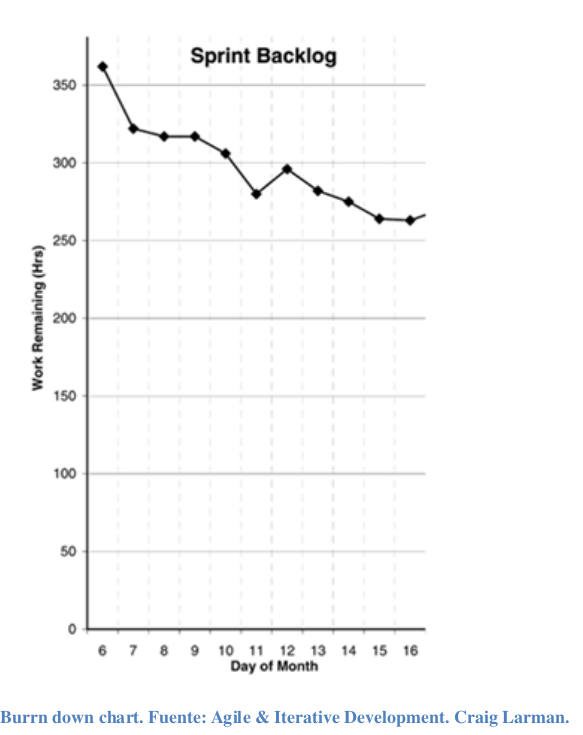 Sprint Backlog
350
300
250
200
150
100
50
0
Work Remaining (Hrs)
6 7 8 9 10 11 12 13 14 15 16
Day of Month
Burrn down chart. Fuente: Agile & Iterative Development. Craig Larman.